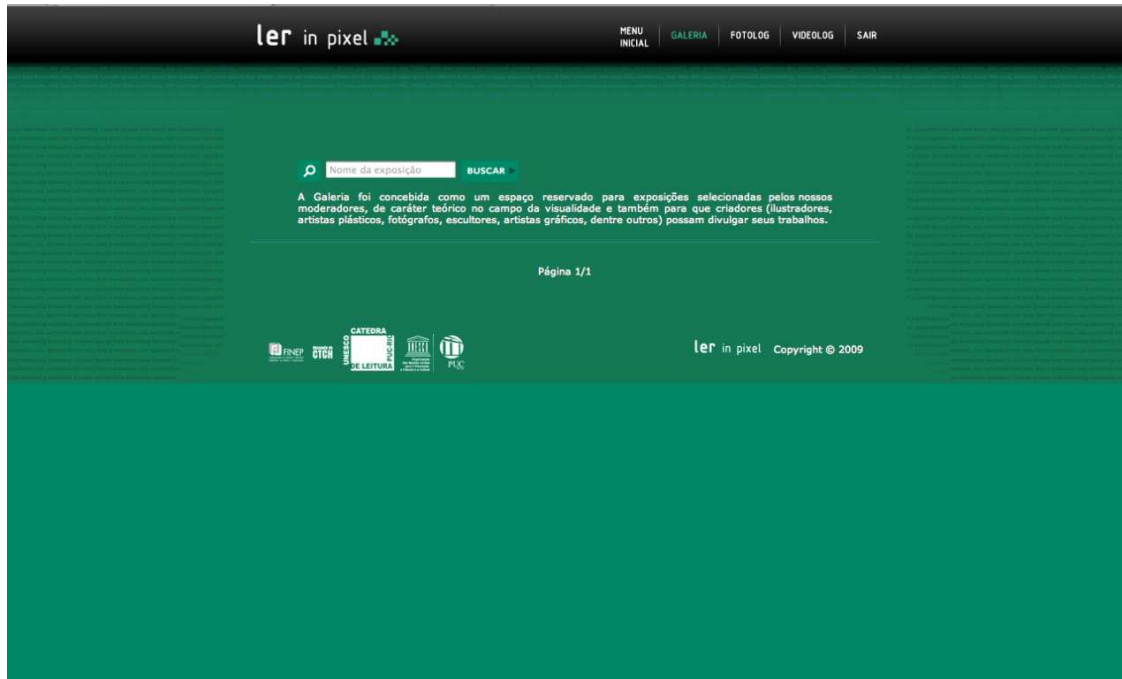 ler in pixel
MENU
INICIAL
GALERIA
FOTOLOG
VIDEOLOG
SAIR
Nome da exposição
BUSCAR
A Galeria foi concebida como um espaço reservado para exposições selecionadas pelos nossos
moderadores, de caráter teórico no campo da visualidade e também para que criadores (ilustradores,
artistas plásticos, fotógrafos, escultores, artistas gráficos, dentre outros) possam divulgar seus trabalhos.
Página 1/1
FINEP
CTCH
CATEDRA
UNESCO
PUC-RIO
DE LEITURA
PUC
ler in pixel Copyright © 2009